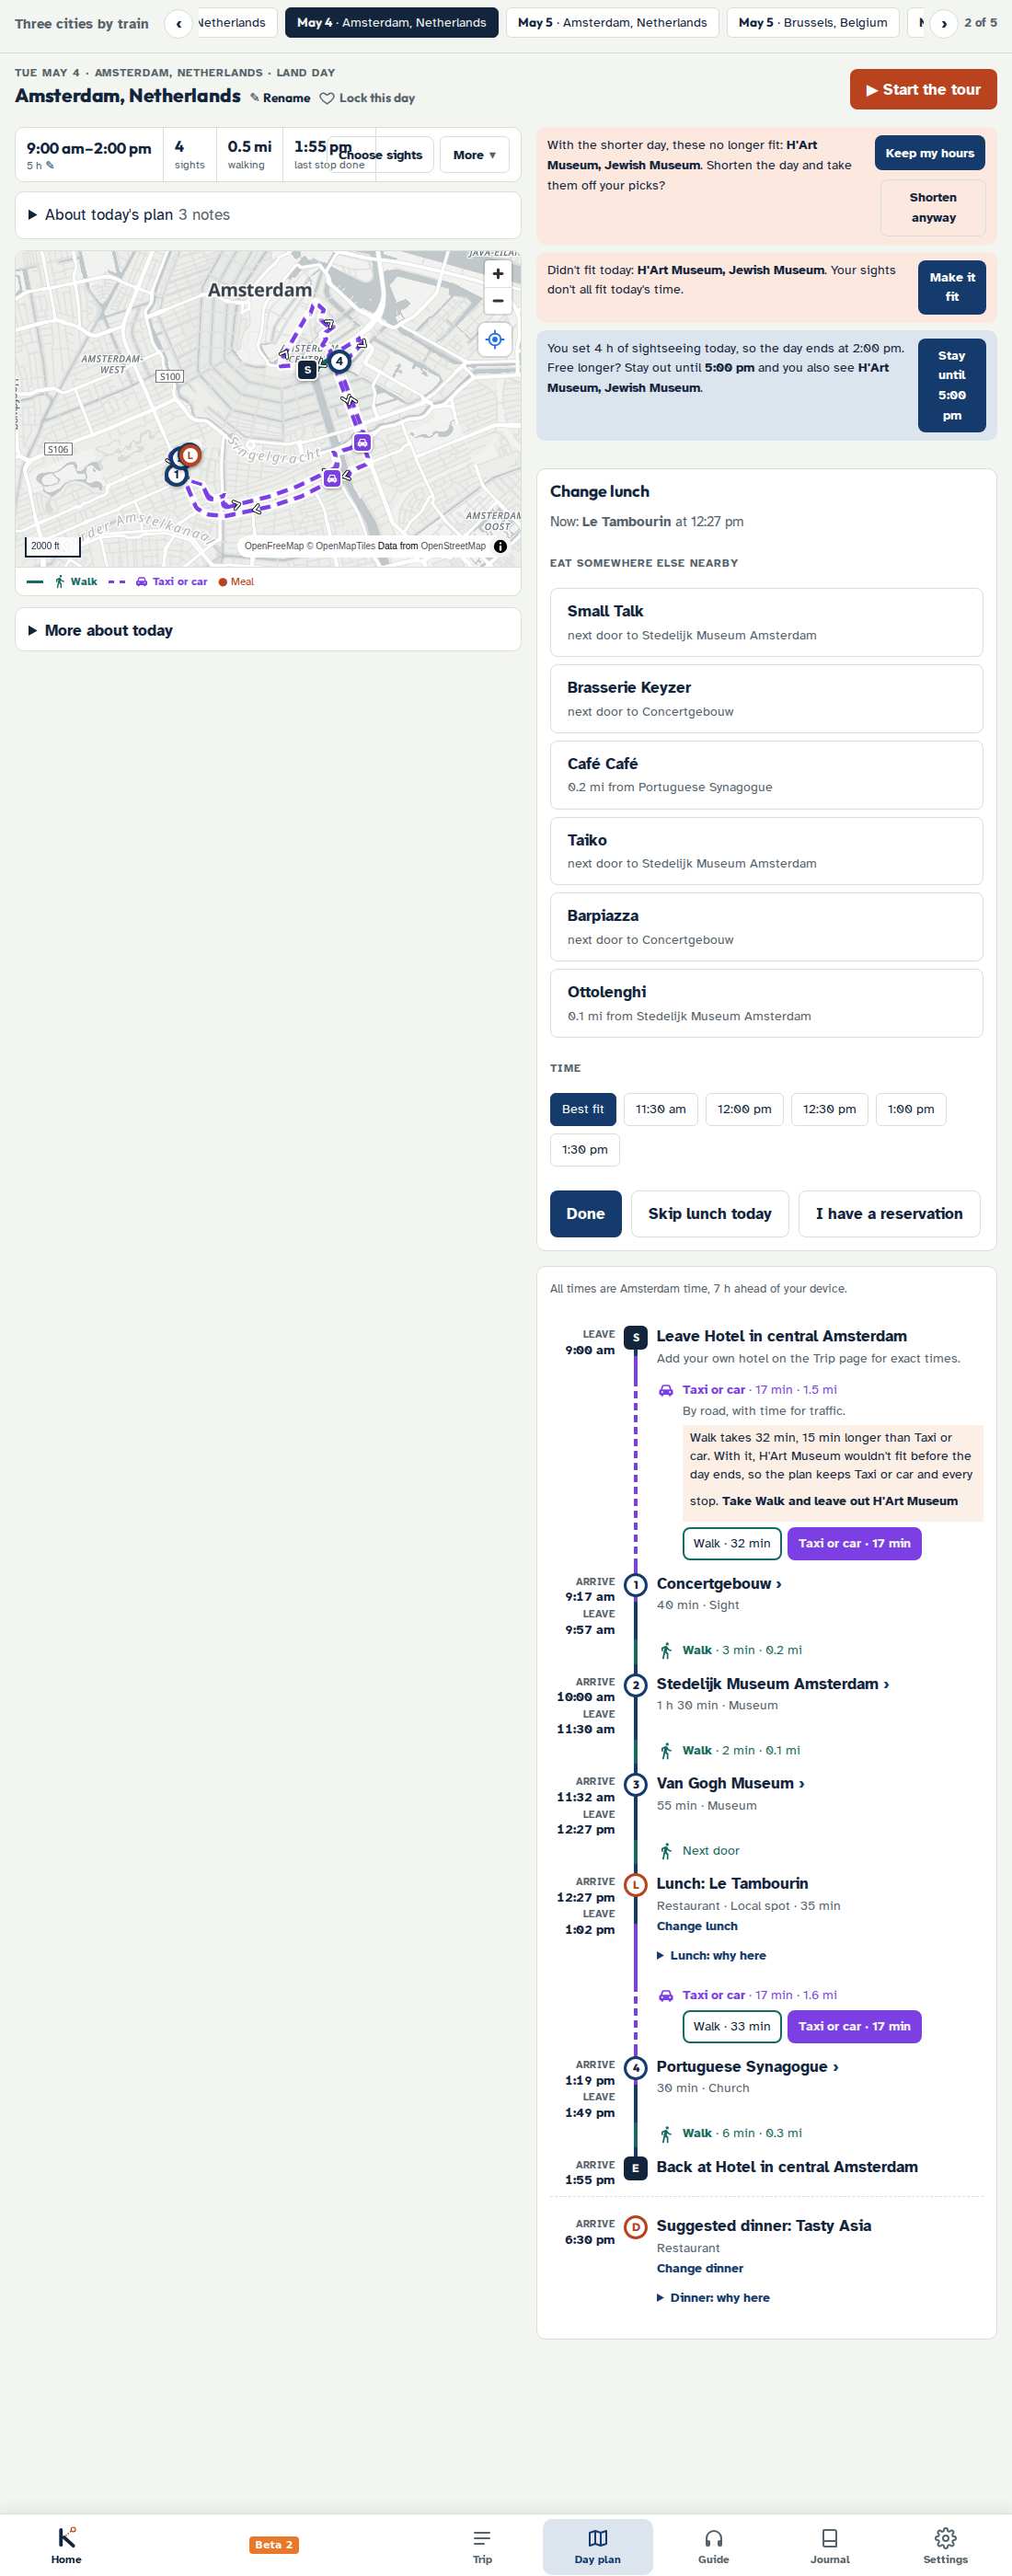 Three cities by train
‹
Netherlands
May 4 · Amsterdam, Netherlands
May 5 · Amsterdam, Netherlands
May 5 · Brussels, Belgium
›
2 of 5
TUE MAY 4 · AMSTERDAM, NETHERLANDS · LAND DAY
Amsterdam, Netherlands ✎ Rename Lock this day
▶ Start the tour
9:00 am–2:00 pm
5 h ✎
4
sights
0.5 mi
walking
1:55 pm
last stop done
Choose sights
More ▼
▶ About today's plan 3 notes
JAVA-EILAN
Amsterdam
AMSTERDAM-
WEST
S100
S
4
S106
Singelgracht
L
1
AMSTERDAM
OOST
der Amstelkanaal
+
−
2000 ft
OpenFreeMap © OpenMapTiles Data from OpenStreetMap
Walk
Taxi or car
Meal
▶ More about today
With the shorter day, these no longer fit: H'Art
Museum, Jewish Museum. Shorten the day and take
them off your picks?
Keep my hours
Shorten
anyway
Didn't fit today: H'Art Museum, Jewish Museum. Your sights
don't all fit today's time.
Make it
fit
You set 4 h of sightseeing today, so the day ends at 2:00 pm.
Free longer? Stay out until 5:00 pm and you also see H'Art
Museum, Jewish Museum.
Stay
until
5:00
pm
Change lunch
Now: Le Tambourin at 12:27 pm
EAT SOMEWHERE ELSE NEARBY
Small Talk
next door to Stedelijk Museum Amsterdam
Brasserie Keyzer
next door to Concertgebouw
Café Café
0.2 mi from Portuguese Synagogue
Taiko
next door to Stedelijk Museum Amsterdam
Barpiazza
next door to Concertgebouw
Ottolenghi
0.1 mi from Stedelijk Museum Amsterdam
TIME
Best fit
11:30 am
12:00 pm
12:30 pm
1:00 pm
1:30 pm
Done
Skip lunch today
I have a reservation
All times are Amsterdam time, 7 h ahead of your device.
LEAVE
9:00 am
S
Leave Hotel in central Amsterdam
Add your own hotel on the Trip page for exact times.
Taxi or car · 17 min · 1.5 mi
By road, with time for traffic.
Walk takes 32 min, 15 min longer than Taxi or
car. With it, H'Art Museum wouldn't fit before the
day ends, so the plan keeps Taxi or car and every
stop. Take Walk and leave out H'Art Museum
Walk · 32 min
Taxi or car · 17 min
ARRIVE
9:17 am
LEAVE
9:57 am
1
Concertgebouw ›
40 min · Sight
Walk · 3 min · 0.2 mi
ARRIVE
10:00 am
LEAVE
11:30 am
2
Stedelijk Museum Amsterdam ›
1 h 30 min · Museum
Walk · 2 min · 0.1 mi
ARRIVE
11:32 am
LEAVE
12:27 pm
3
Van Gogh Museum ›
55 min · Museum
Next door
ARRIVE
12:27 pm
LEAVE
1:02 pm
L
Lunch: Le Tambourin
Restaurant · Local spot · 35 min
Change lunch
▶ Lunch: why here
Taxi or car · 17 min · 1.6 mi
Walk · 33 min
Taxi or car · 17 min
ARRIVE
1:19 pm
LEAVE
1:49 pm
4
Portuguese Synagogue ›
30 min · Church
Walk · 6 min · 0.3 mi
ARRIVE
1:55 pm
E
Back at Hotel in central Amsterdam
ARRIVE
6:30 pm
D
Suggested dinner: Tasty Asia
Restaurant
Change dinner
▶ Dinner: why here
Home
Beta 2
Trip
Day plan
Guide
Journal
Settings